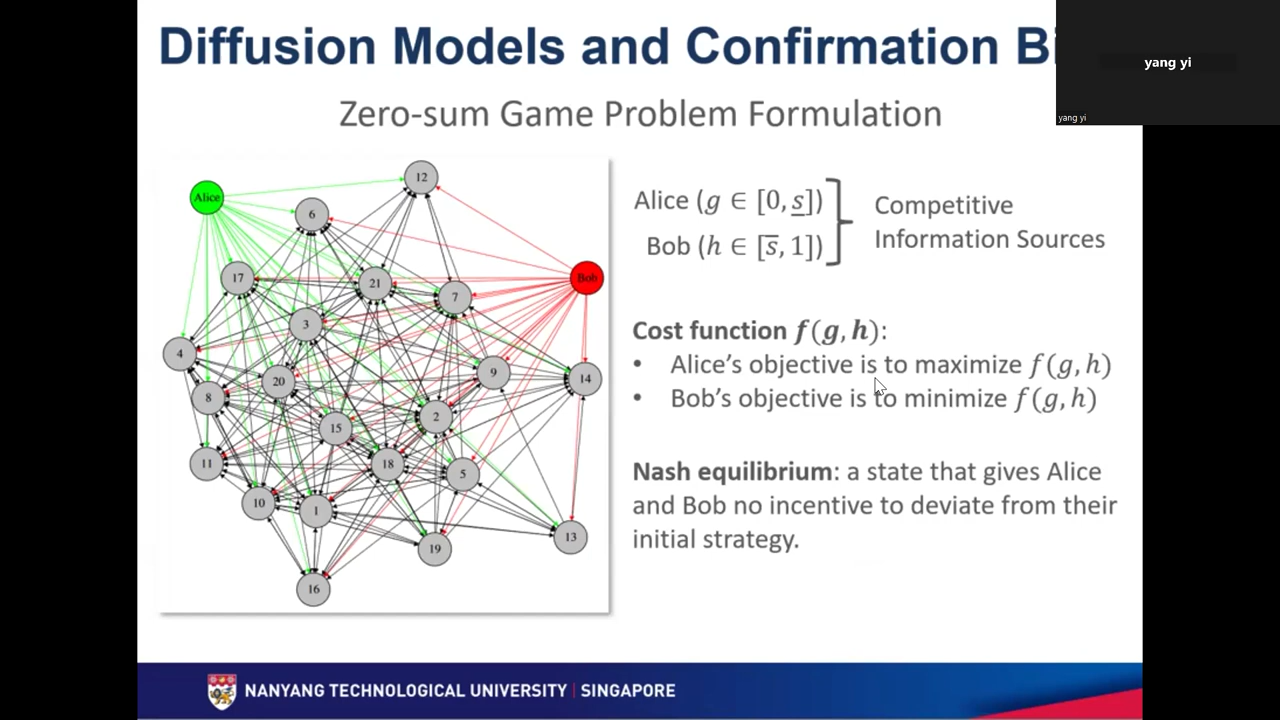 Diffusion Models and Confirmation Bi
yang yi
yang yi
Zero-sum Game Problem Formulation
Alice
12
6
17
21
7
Bob
3
4
20
9
14
8
2
15
11
18
5
10
1
19
13
16
Alice (g ∈ [0, s̲])
Bob (h ∈ [s̅, 1])
Competitive
Information Sources
Cost function f(g, h):
• Alice’s objective is to maximize f(g, h)
• Bob’s objective is to minimize f(g, h)
Nash equilibrium: a state that gives Alice
and Bob no incentive to deviate from their
initial strategy.
NANYANG TECHNOLOGICAL UNIVERSITY | SINGAPORE